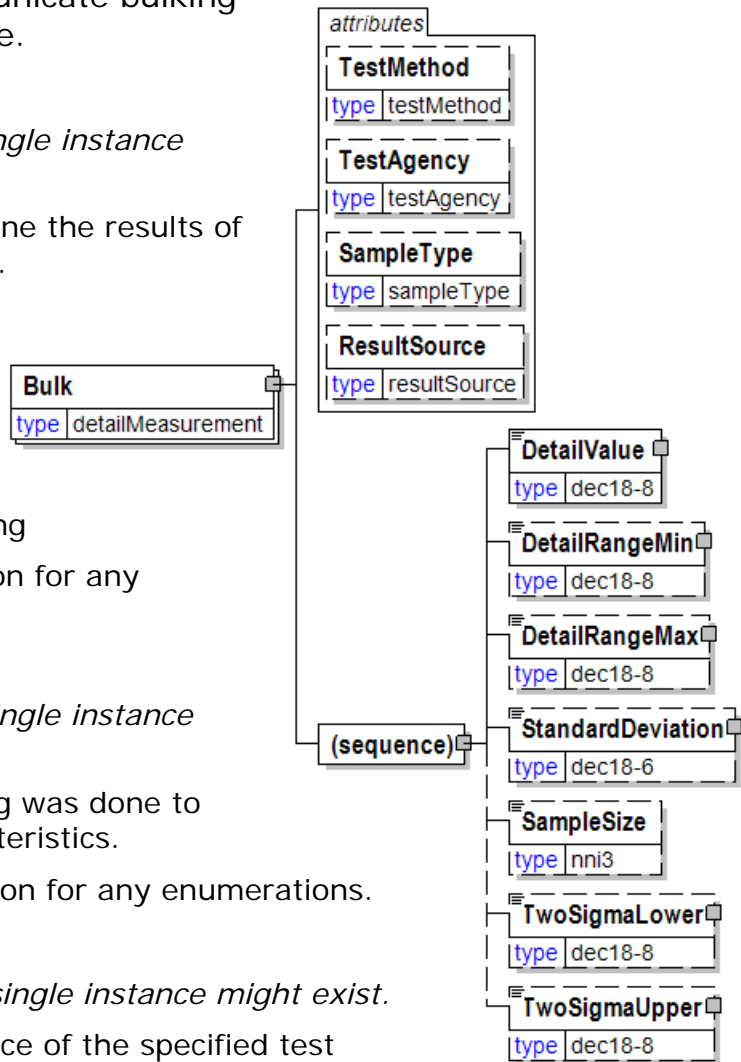 nicate bulking
e.
ngle instance
ne the results of
.
ng
on for any
ingle instance
g was done to
teristics.
on for any enumerations.
single instance might exist.
ce of the specified test
attributes
TestMethod
type testMethod
TestAgency
type testAgency
SampleType
type sampleType
ResultSource
type resultSource
Bulk
type detailMeasurement
(sequence)
DetailValue
type dec18-8
DetailRangeMin
type dec18-8
DetailRangeMax
type dec18-8
StandardDeviation
type dec18-6
SampleSize
type nni3
TwoSigmaLower
type dec18-8
TwoSigmaUpper
type dec18-8